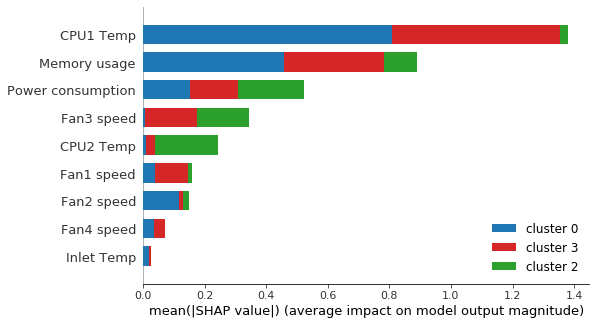 CPU1 Temp
Memory usage
Power consumption
Fan3 speed
CPU2 Temp
Fan1 speed
Fan2 speed
Fan4 speed
Inlet Temp
cluster 0
cluster 3
cluster 2
0.0 0.2 0.4 0.6 0.8 1.0 1.2 1.4
mean(|SHAP value|) (average impact on model output magnitude)